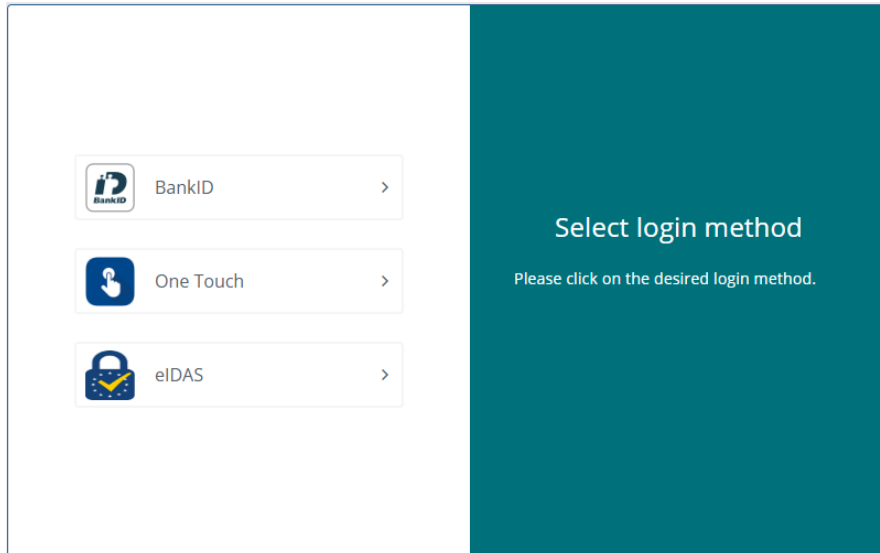 BankID
BankID
One Touch
eIDAS
Select login method
Please click on the desired login method.